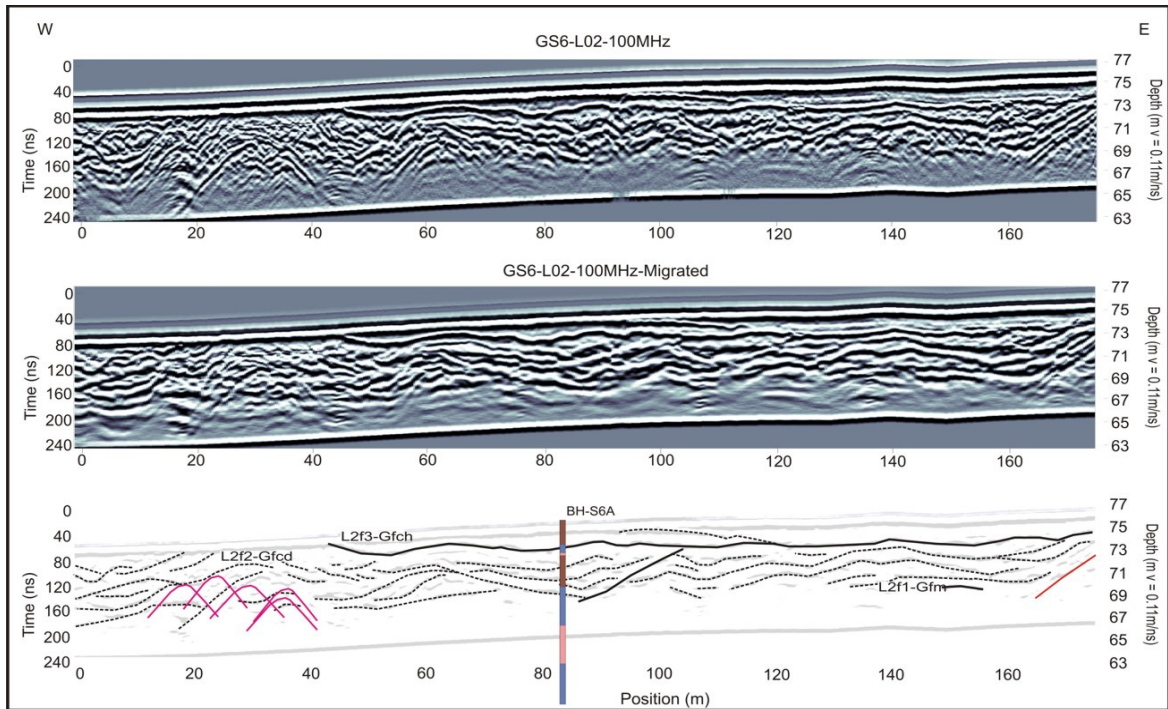 W E
GS6-L02-100MHz
0
40
80
120
160
200
240
Time (ns)
77
75
73
71
69
67
65
63
Depth (m v = 0.11m/ns)
0 20 40 60 80 100 120 140 160
GS6-L02-100MHz-Migrated
0
40
80
120
160
200
240
Time (ns)
77
75
73
71
69
67
65
63
Depth (m v = 0.11m/ns)
0 20 40 60 80 100 120 140 160
BH-S6A
L2f3-Gfch
L2f2-Gfcd
L2f1-Gfm
0
40
80
120
160
200
240
Time (ns)
77
75
73
71
69
67
65
63
Depth (m v = 0.11m/ns)
0 20 40 60 80 100 120 140 160
Position (m)